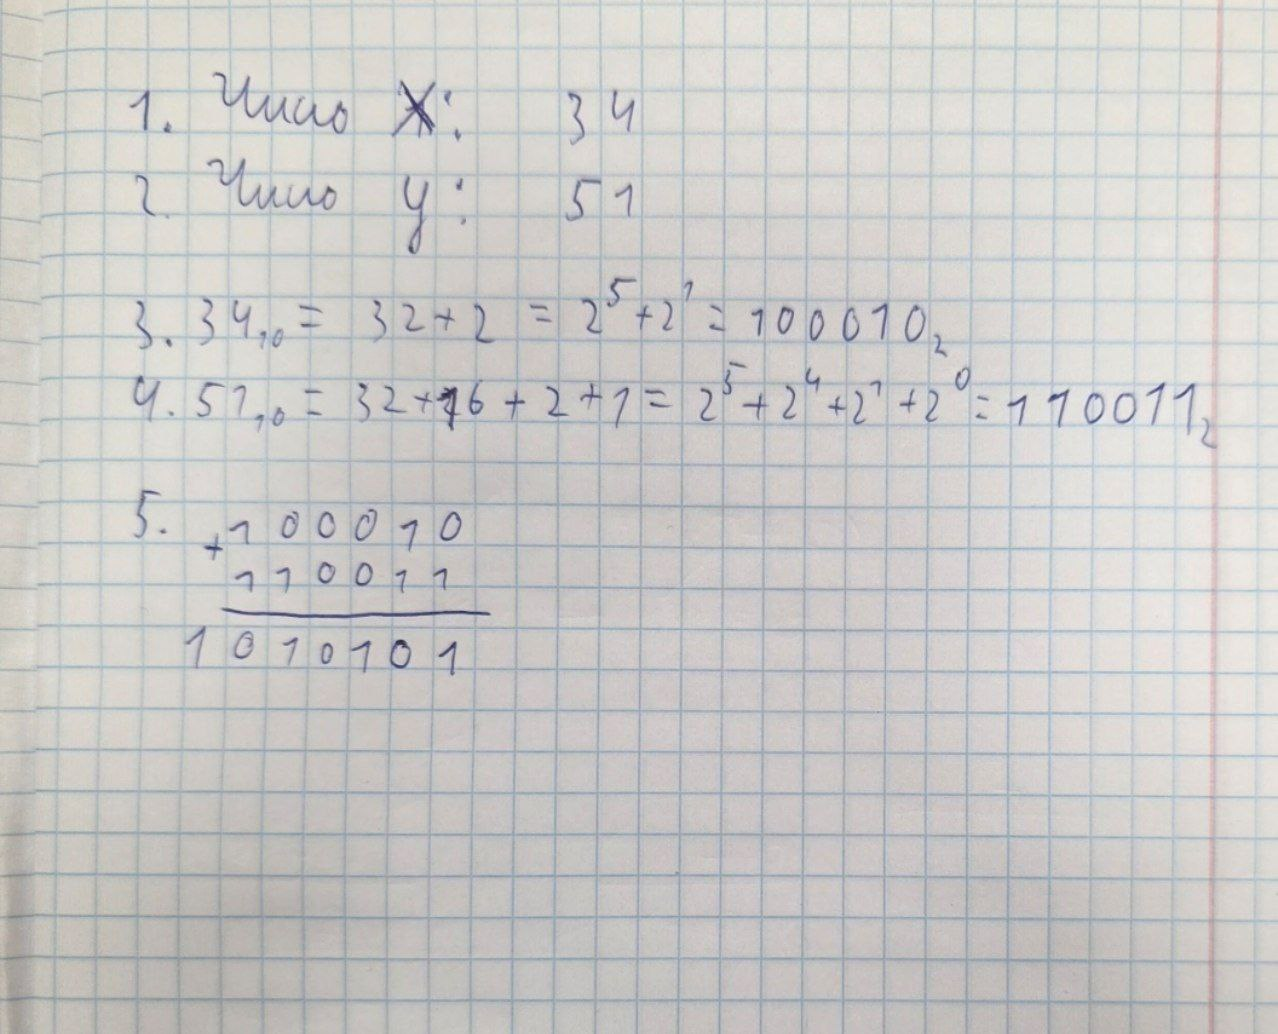 1. Число X: 34
2. Число y: 51
3. 34₁₀ = 32+2 = 2⁵+2¹ = 100010₂
4. 51₁₀ = 32+16+2+1 = 2⁵+2⁴+2¹+2⁰ = 110011₂
5. +100010
110011
1010101